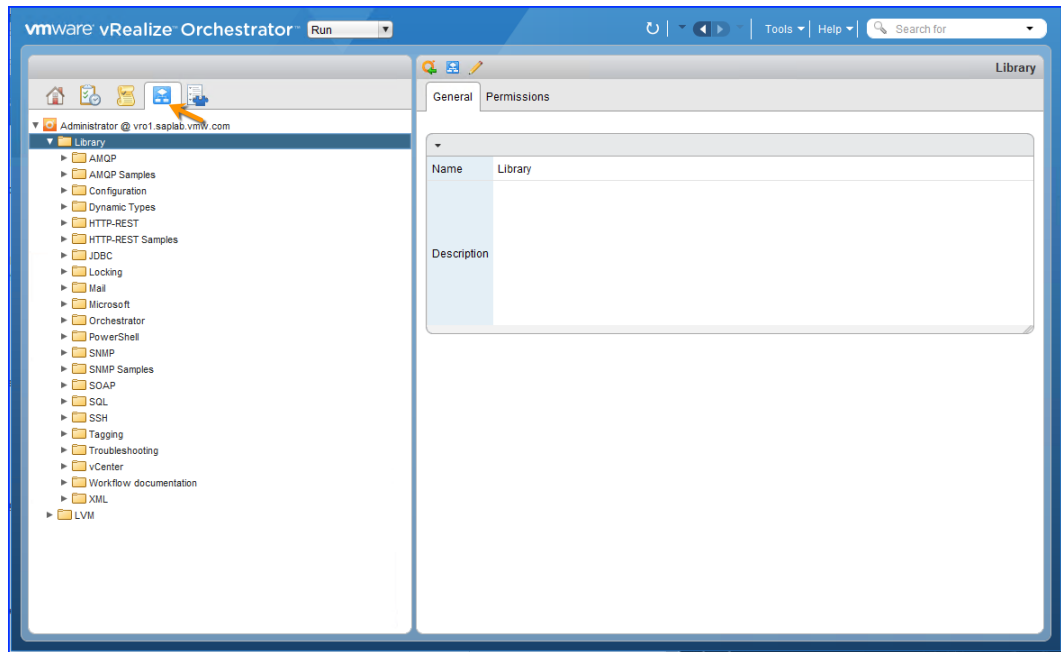 vmware vRealize™ Orchestrator™ Run Tools Help Search for
Library
General Permissions
Administrator @ vro1.saplab.vmw.com
Library
AMQP
AMQP Samples
Configuration
Dynamic Types
HTTP-REST
HTTP-REST Samples
JDBC
Locking
Mail
Microsoft
Orchestrator
PowerShell
SNMP
SNMP Samples
SOAP
SQL
SSH
Tagging
Troubleshooting
vCenter
Workflow documentation
XML
LVM
Name Library
Description